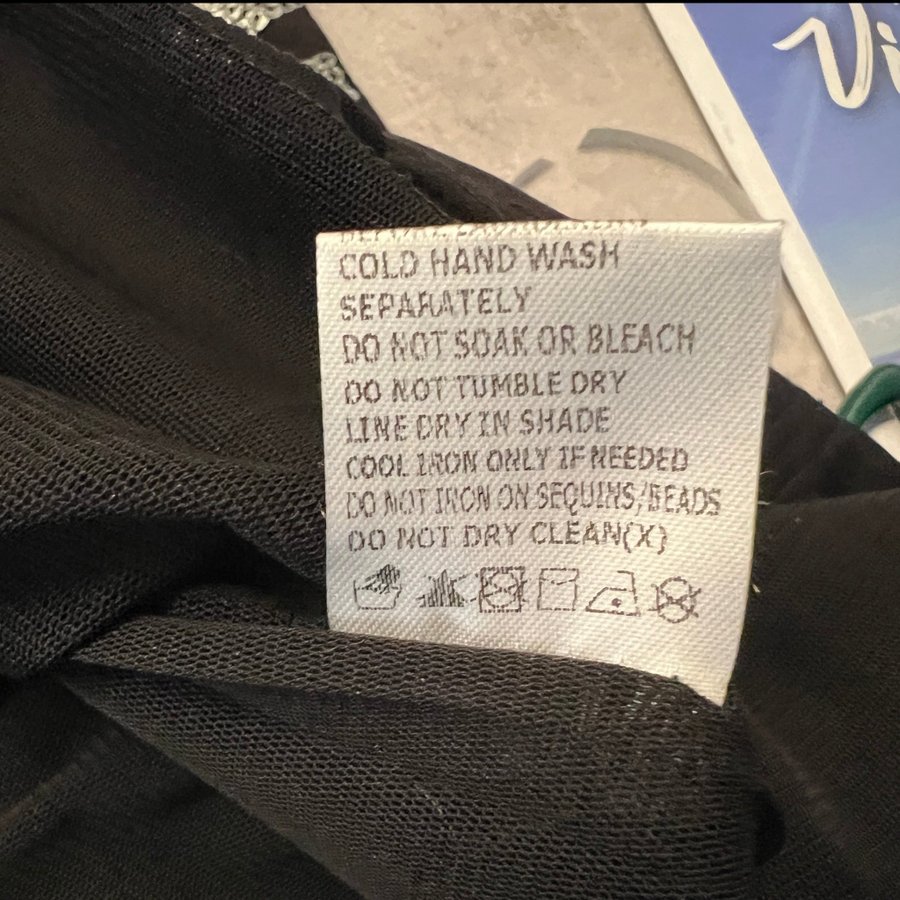 COLD HAND WASH
SEPARATELY
DO NOT SOAK OR BLEACH
DO NOT TUMBLE DRY
LINE DRY IN SHADE
COOL IRON ONLY IF NEEDED
DO NOT IRON ON SEQUINS/BEADS
DO NOT DRY CLEAN(X)
Vi